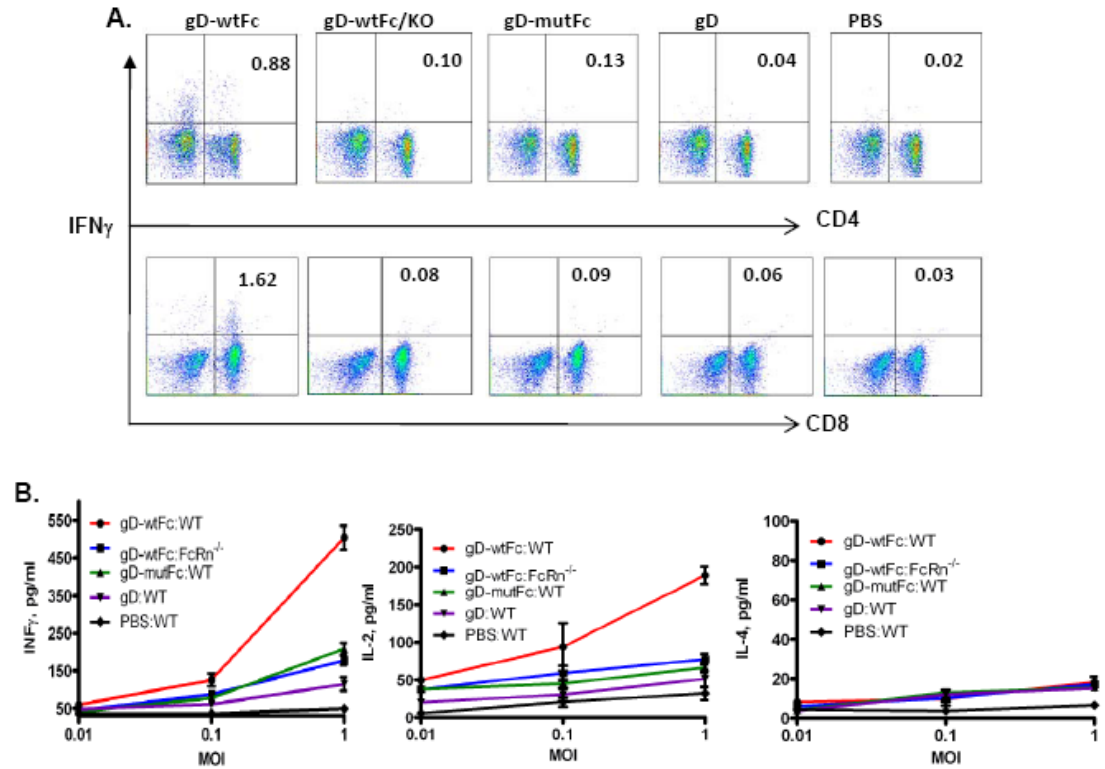 A.
gD-wtFc gD-wtFc/KO gD-mutFc gD PBS
0.88 0.10 0.13 0.04 0.02
IFNγ
CD4
1.62 0.08 0.09 0.06 0.03
CD8
B.
INFγ, pg/ml
550
450
350
250
150
50
gD-wtFc:WT
gD-wtFc:FcRn-/-
gD-mutFc:WT
gD:WT
PBS:WT
0.01 0.1 1
MOI
IL-2, pg/ml
250
200
150
100
50
0
gD-wtFc:WT
gD-wtFc:FcRn-/-
gD-mutFc:WT
gD:WT
PBS:WT
0.01 0.1 1
MOI
IL-4, pg/ml
100
80
60
40
20
0
gD-wtFc:WT
gD-wtFc:FcRn-/-
gD-mutFc:WT
gD:WT
PBS:WT
0.01 0.1 1
MOI